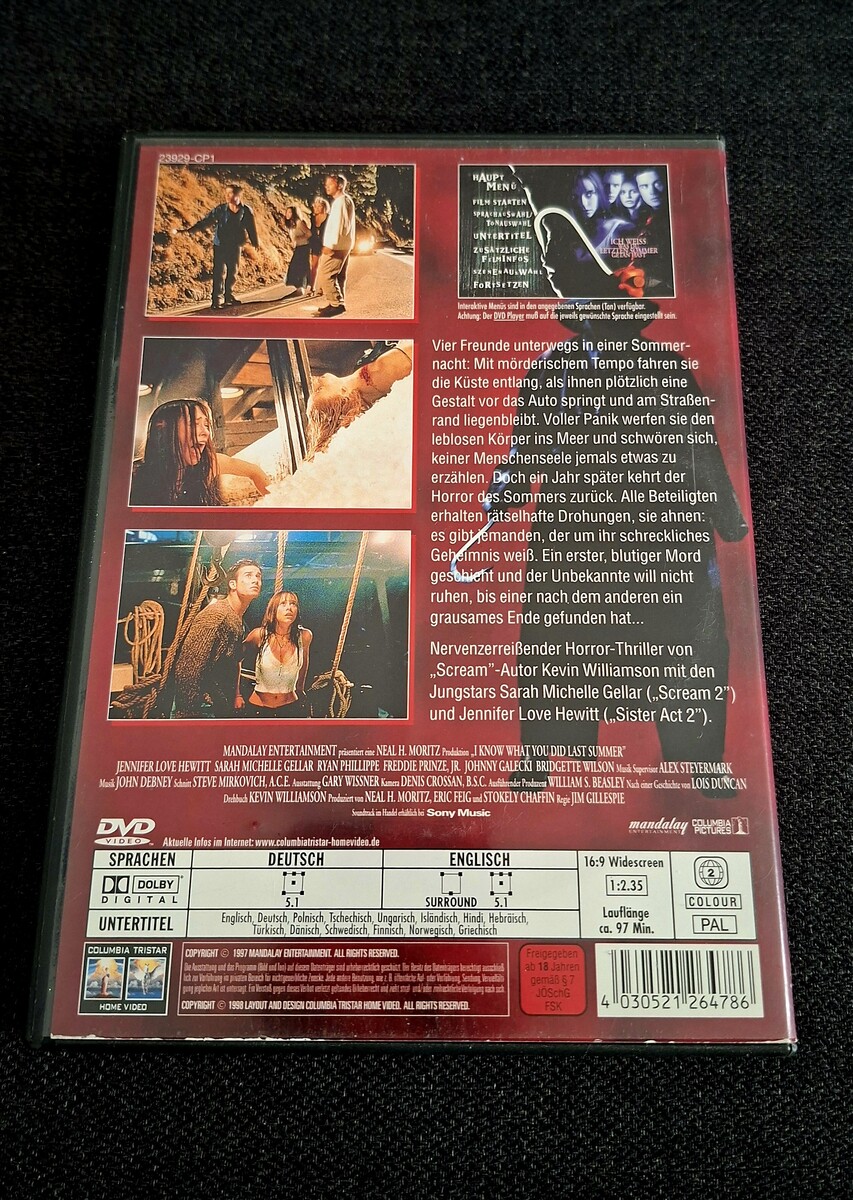 23929-CP1
HAUPT
MENÜ
FILM STARTEN
SPRACHAUSWAHL/
TONAUSWAHL
UNTERTITEL
ZUSÄTZLICHE
FILMINFOS
SZENENAUSWAHL
FORTSETZEN
ICH WEISS
WAS DU
LETZTEN SOMMER
GETAN HAST
Interaktive Menüs sind in den angegebenen Sprachen (Ton) verfügbar.
Achtung: Der DVD Player muß auf die jeweils gewünschte Sprache eingestellt sein.
Vier Freunde unterwegs in einer Sommer-
nacht: Mit mörderischem Tempo fahren sie
die Küste entlang, als ihnen plötzlich eine
Gestalt vor das Auto springt und am Straßen-
rand liegenbleibt. Voller Panik werfen sie den
leblosen Körper ins Meer und schwören sich,
keiner Menschenseele jemals etwas zu
erzählen. Doch ein Jahr später kehrt der
Horror des Sommers zurück. Alle Beteiligten
erhalten rätselhafte Drohungen, sie ahnen:
es gibt jemanden, der um ihr schreckliches
Geheimnis weiß. Ein erster, blutiger Mord
geschieht und der Unbekannte will nicht
ruhen, bis einer nach dem anderen ein
grausames Ende gefunden hat...
Nervenzerreißender Horror-Thriller von
„Scream"-Autor Kevin Williamson mit den
Jungstars Sarah Michelle Gellar („Scream 2")
und Jennifer Love Hewitt („Sister Act 2").
MANDALAY ENTERTAINMENT präsentiert eine NEAL H. MORITZ Produktion „I KNOW WHAT YOU DID LAST SUMMER"
JENNIFER LOVE HEWITT SARAH MICHELLE GELLAR RYAN PHILLIPPE FREDDIE PRINZE, JR. JOHNNY GALECKI BRIDGETTE WILSON Musik Supervisor ALEX STEYERMARK
Musik JOHN DEBNEY Schnitt STEVE MIRKOVICH, A.C.E. Ausstattung GARY WISSNER Kamera DENIS CROSSAN, B.S.C. Ausführender Produzent WILLIAM S. BEASLEY Nach einer Geschichte von LOIS DUNCAN
Drehbuch KEVIN WILLIAMSON Produziert von NEAL H. MORITZ, ERIC FEIG und STOKELY CHAFFIN Regie JIM GILLESPIE
Soundtrack im Handel erhältlich bei Sony Music
mandalay
ENTERTAINMENT
COLUMBIA
PICTURES
DVD
VIDEO
Aktuelle Infos im Internet: www.columbiatristar-homevideo.de
SPRACHEN DEUTSCH ENGLISCH
DOLBY
DIGITAL
5.1 SURROUND 5.1
UNTERTITEL
Englisch, Deutsch, Polnisch, Tschechisch, Ungarisch, Isländisch, Hindi, Hebräisch,
Türkisch, Dänisch, Schwedisch, Finnisch, Norwegisch, Griechisch
16:9 Widescreen
1:2.35
Lauflänge
ca. 97 Min.
2
COLOUR
PAL
COLUMBIA TRISTAR
HOME VIDEO
COPYRIGHT © 1997 MANDALAY ENTERTAINMENT. ALL RIGHTS RESERVED.
COPYRIGHT © 1998 LAYOUT AND DESIGN COLUMBIA TRISTAR HOME VIDEO. ALL RIGHTS RESERVED.
Freigegeben
ab 18 Jahren
gemäß § 7
JÖSchG
FSK
4 030521 264786